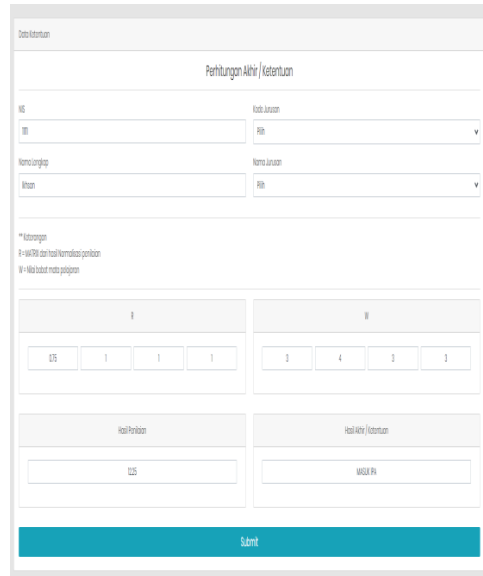 Data Ketentuan
Perhitungan Akhir / Ketentuan
NIS
Kode Jurusan
1111
Pilih
Nama Lengkap
Nama Jurusan
Ikhsan
Pilih
** Keterangan
R = MATRIX dari hasil Normalisasi penilaian
W = Nilai bobot mata pelajaran
R
W
0.75 1 1 1
3 4 3 3
Hasil Penilaian
Hasil Akhir / Ketentuan
12.25
MASUK IPA
Submit